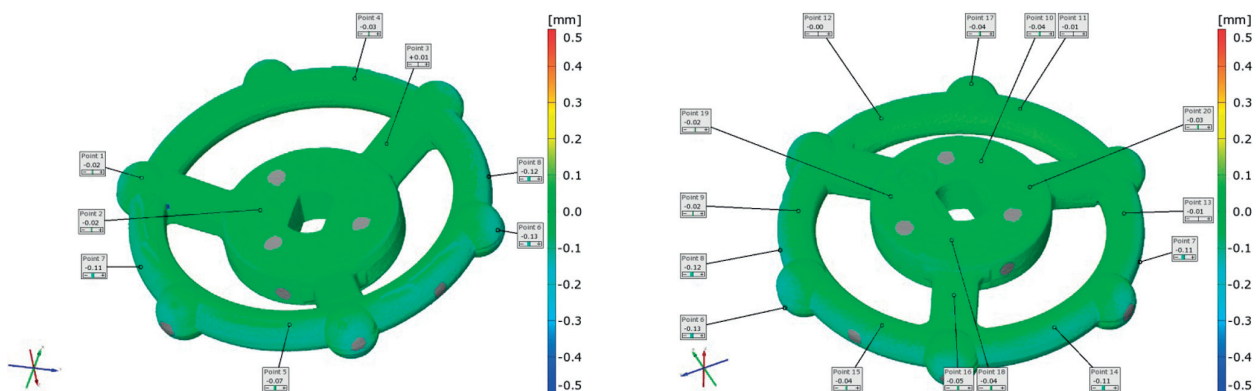 Point 4
-0.03
Point 3
+0.01
Point 1
-0.02
Point 2
-0.02
Point 7
-0.11
Point 5
-0.07
Point 8
-0.12
Point 6
-0.13
[mm]
0.5
0.4
0.3
0.2
0.0
-0.1
-0.2
-0.3
-0.4
-0.5
Point 12
-0.00
Point 17
-0.04
Point 10
-0.04
Point 11
-0.01
Point 19
-0.02
Point 20
-0.03
Point 9
-0.02
Point 13
-0.01
Point 8
-0.12
Point 7
-0.11
Point 6
-0.13
Point 15
-0.04
Point 16
-0.05
Point 18
-0.04
Point 14
-0.11
[mm]
0.5
0.4
0.3
0.2
0.0
-0.1
-0.2
-0.3
-0.4
-0.5